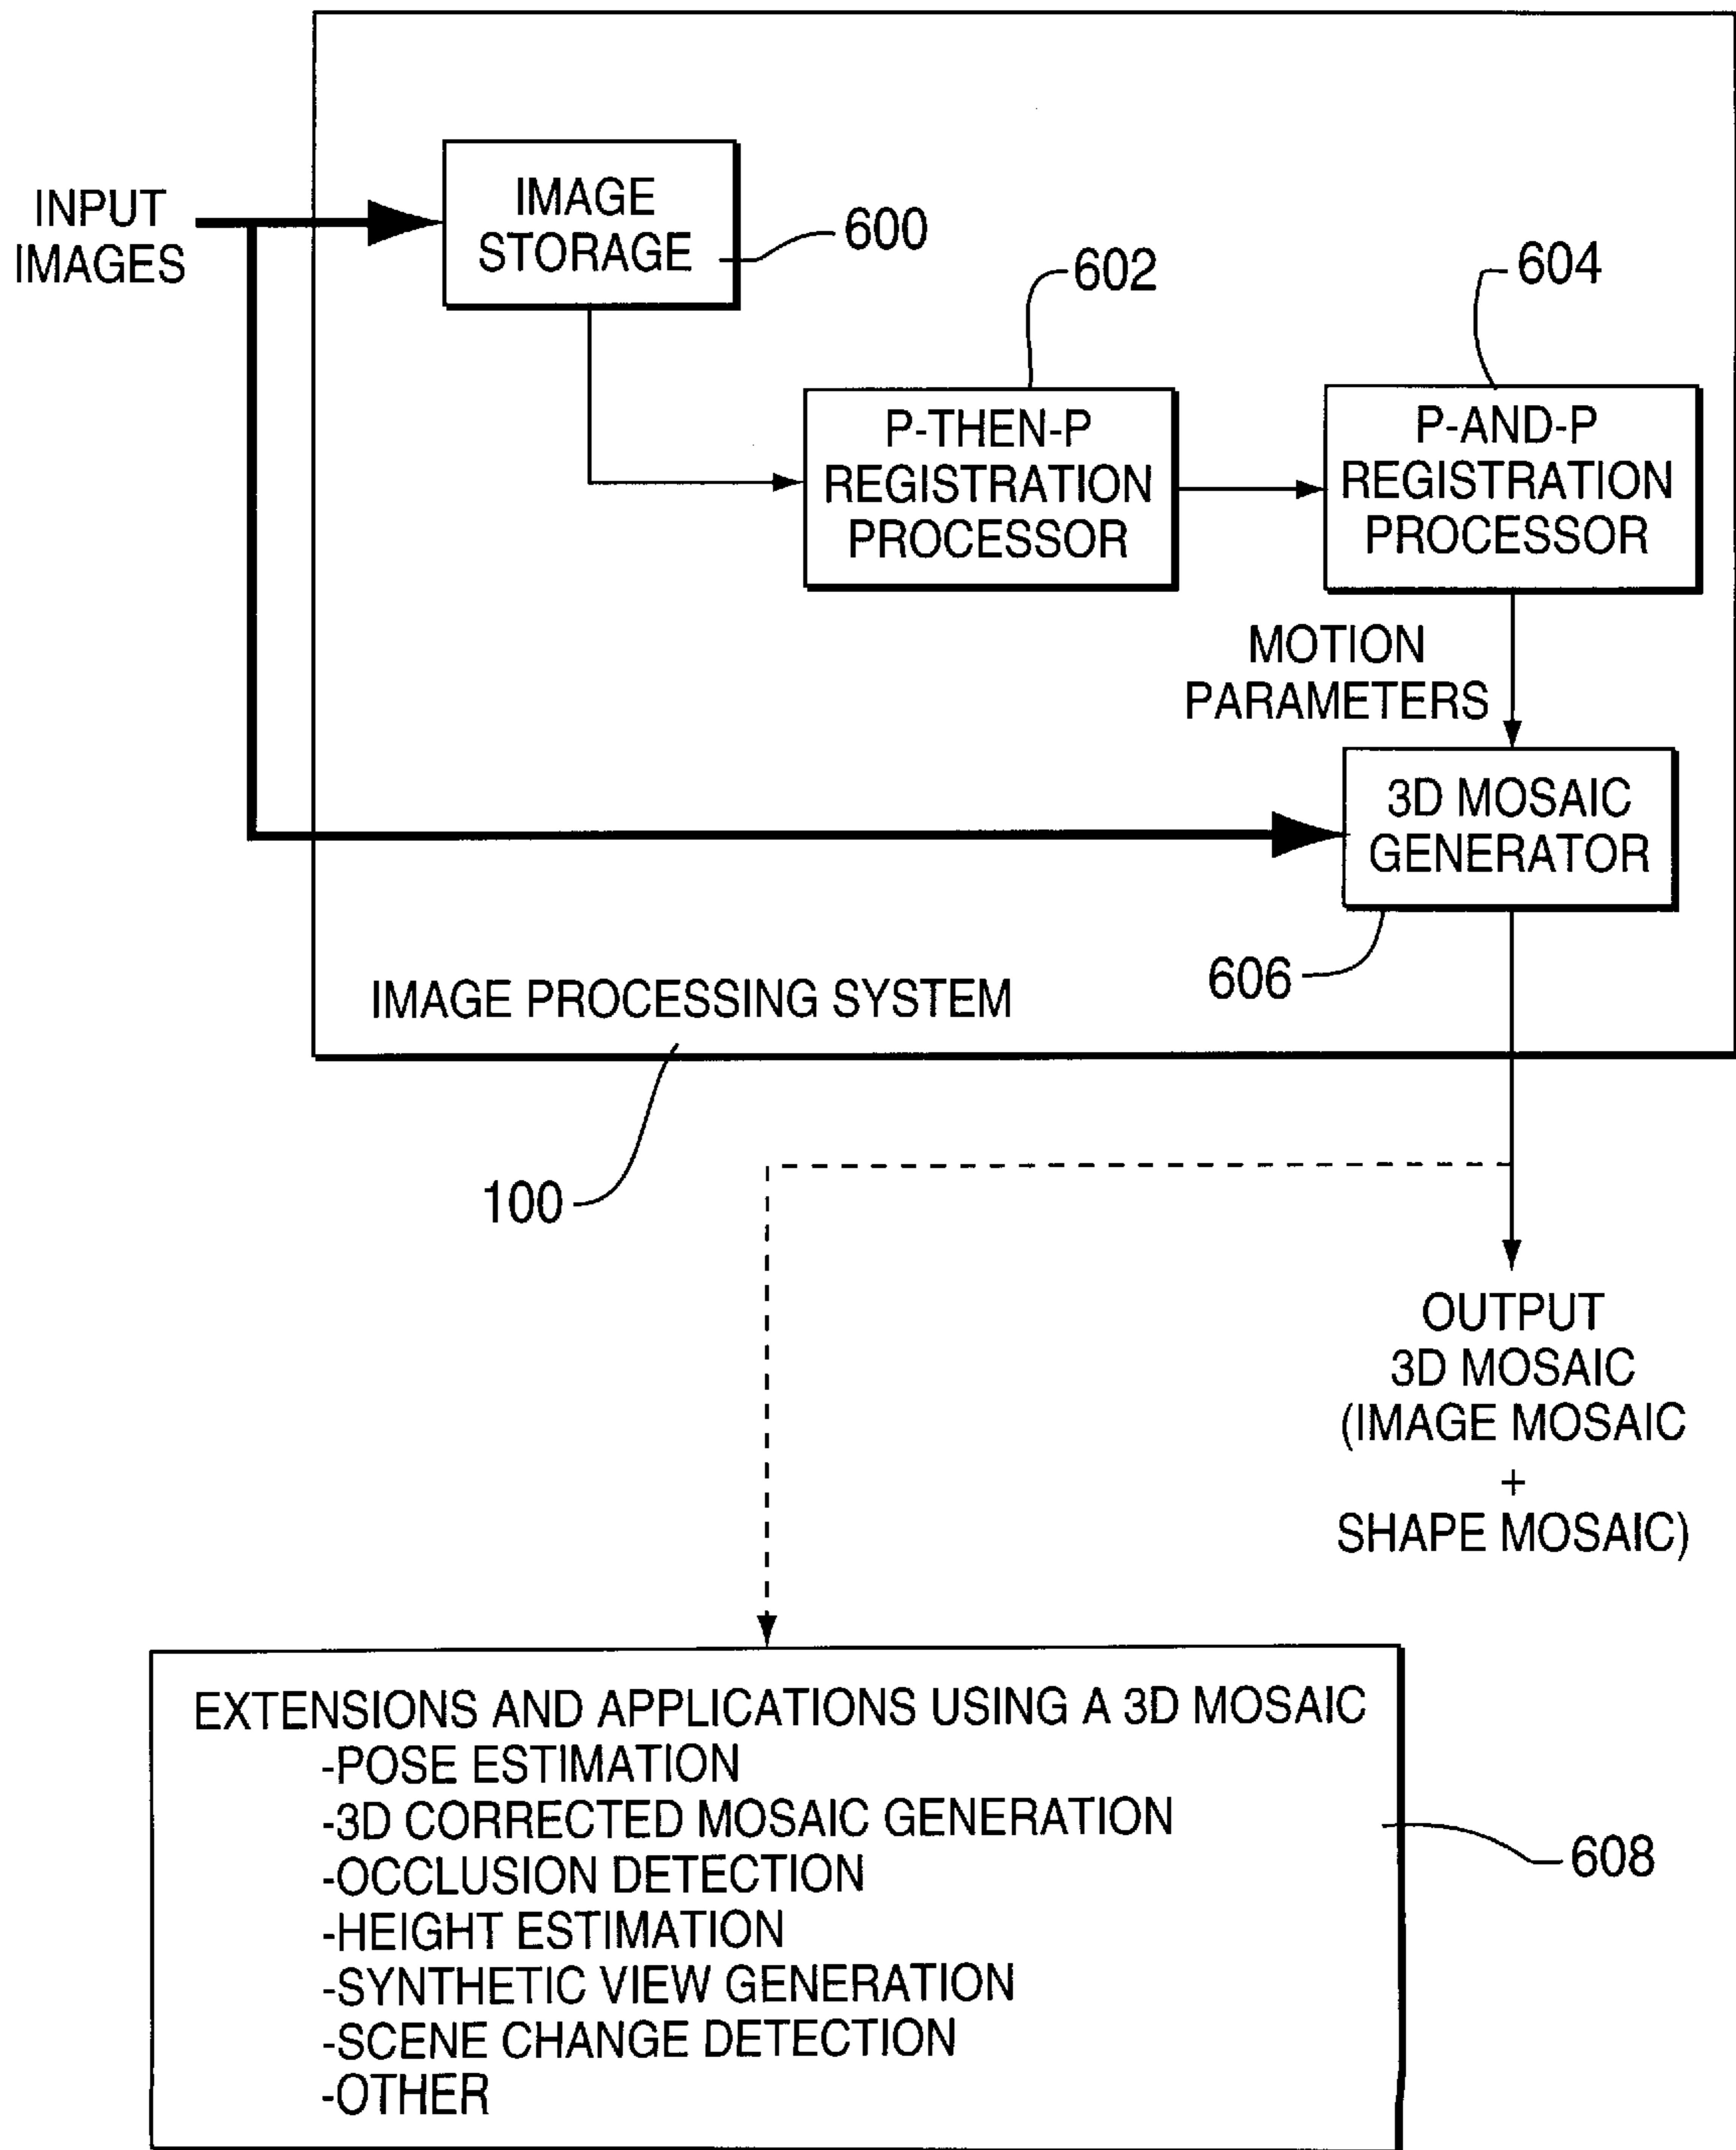 INPUT
IMAGES
IMAGE
STORAGE
600
602
604
P-THEN-P
REGISTRATION
PROCESSOR
P-AND-P
REGISTRATION
PROCESSOR
MOTION
PARAMETERS
3D MOSAIC
GENERATOR
606
IMAGE PROCESSING SYSTEM
100
OUTPUT
3D MOSAIC
(IMAGE MOSAIC
+
SHAPE MOSAIC)
EXTENSIONS AND APPLICATIONS USING A 3D MOSAIC
-POSE ESTIMATION
-3D CORRECTED MOSAIC GENERATION
-OCCLUSION DETECTION
-HEIGHT ESTIMATION
-SYNTHETIC VIEW GENERATION
-SCENE CHANGE DETECTION
-OTHER
608